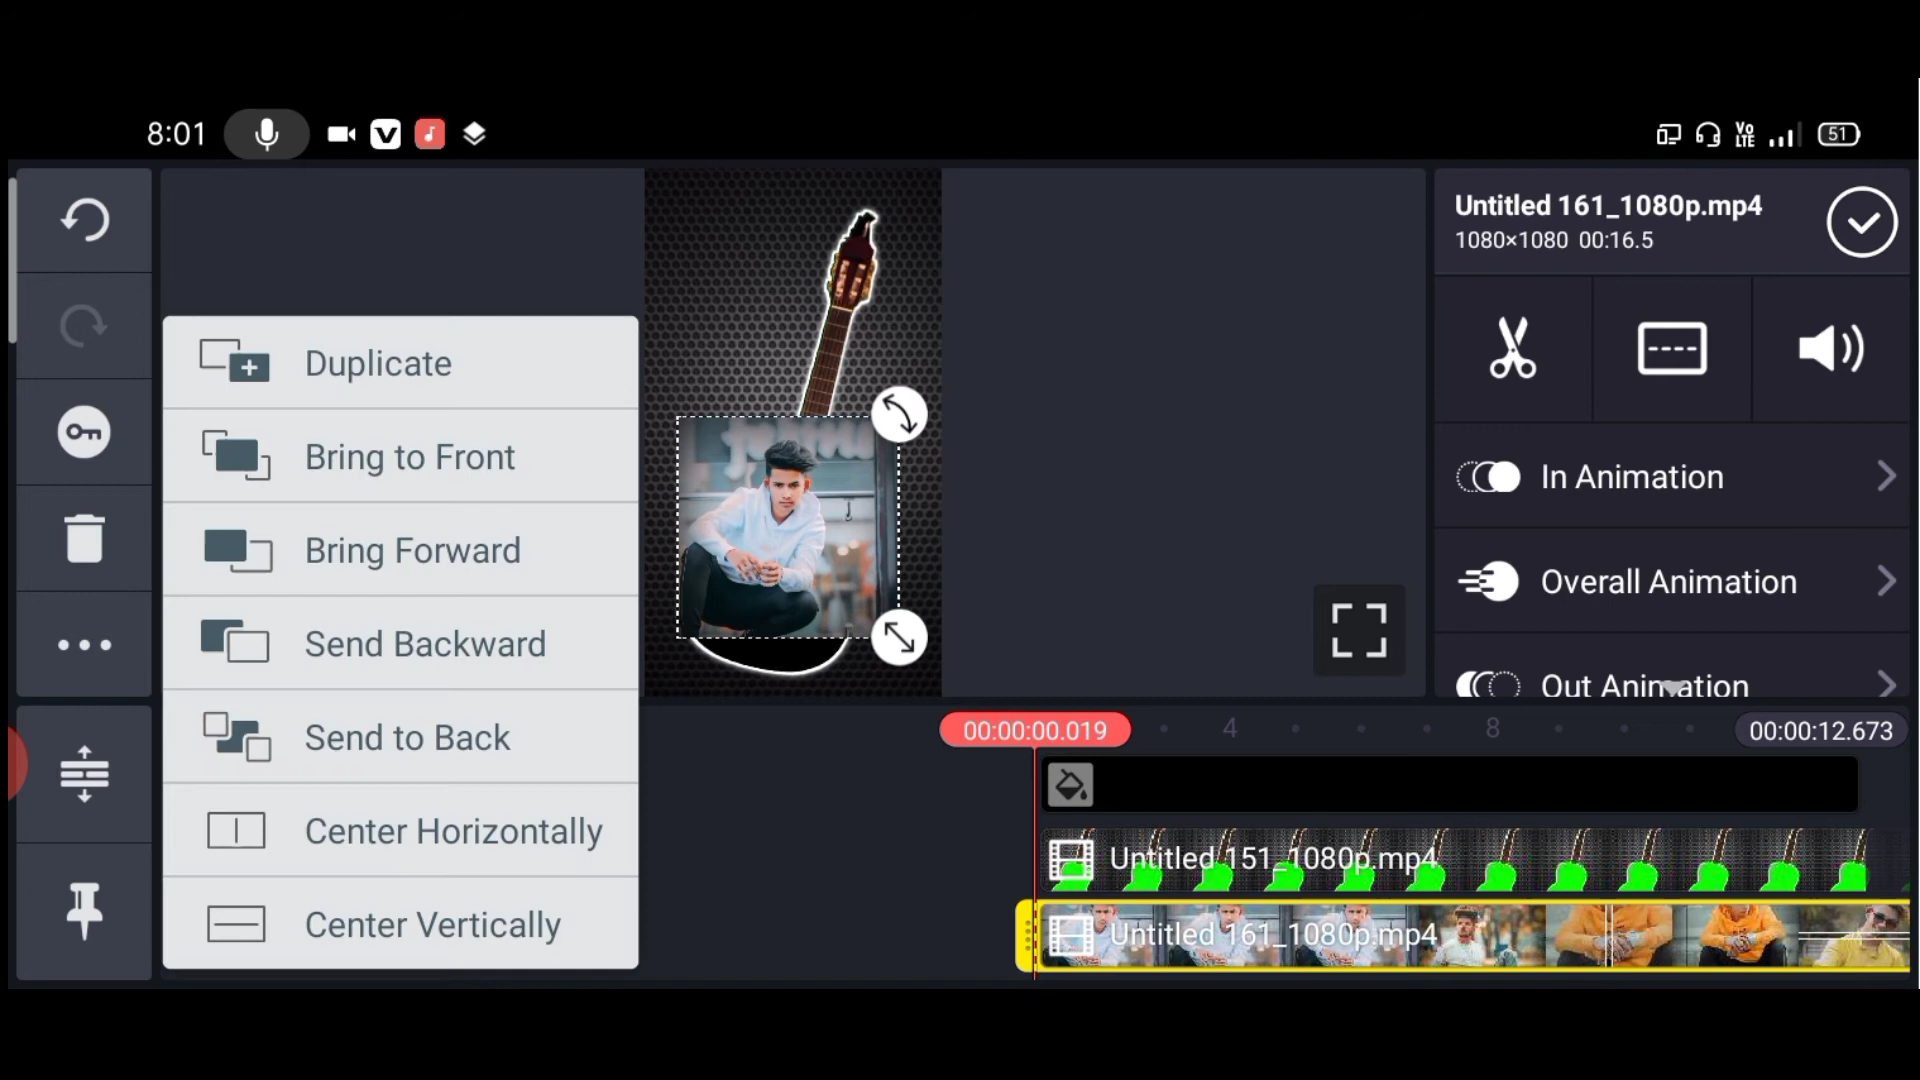 8:01
Vo
LTE
51
Untitled 161_1080p.mp4
1080×1080 00:16.5
Duplicate
Bring to Front
Bring Forward
Send Backward
Send to Back
Center Horizontally
Center Vertically
In Animation
Overall Animation
Out Animation
00:00:00.019
4
8
00:00:12.673
Untitled 151_1080p.mp4
Untitled 161_1080p.mp4